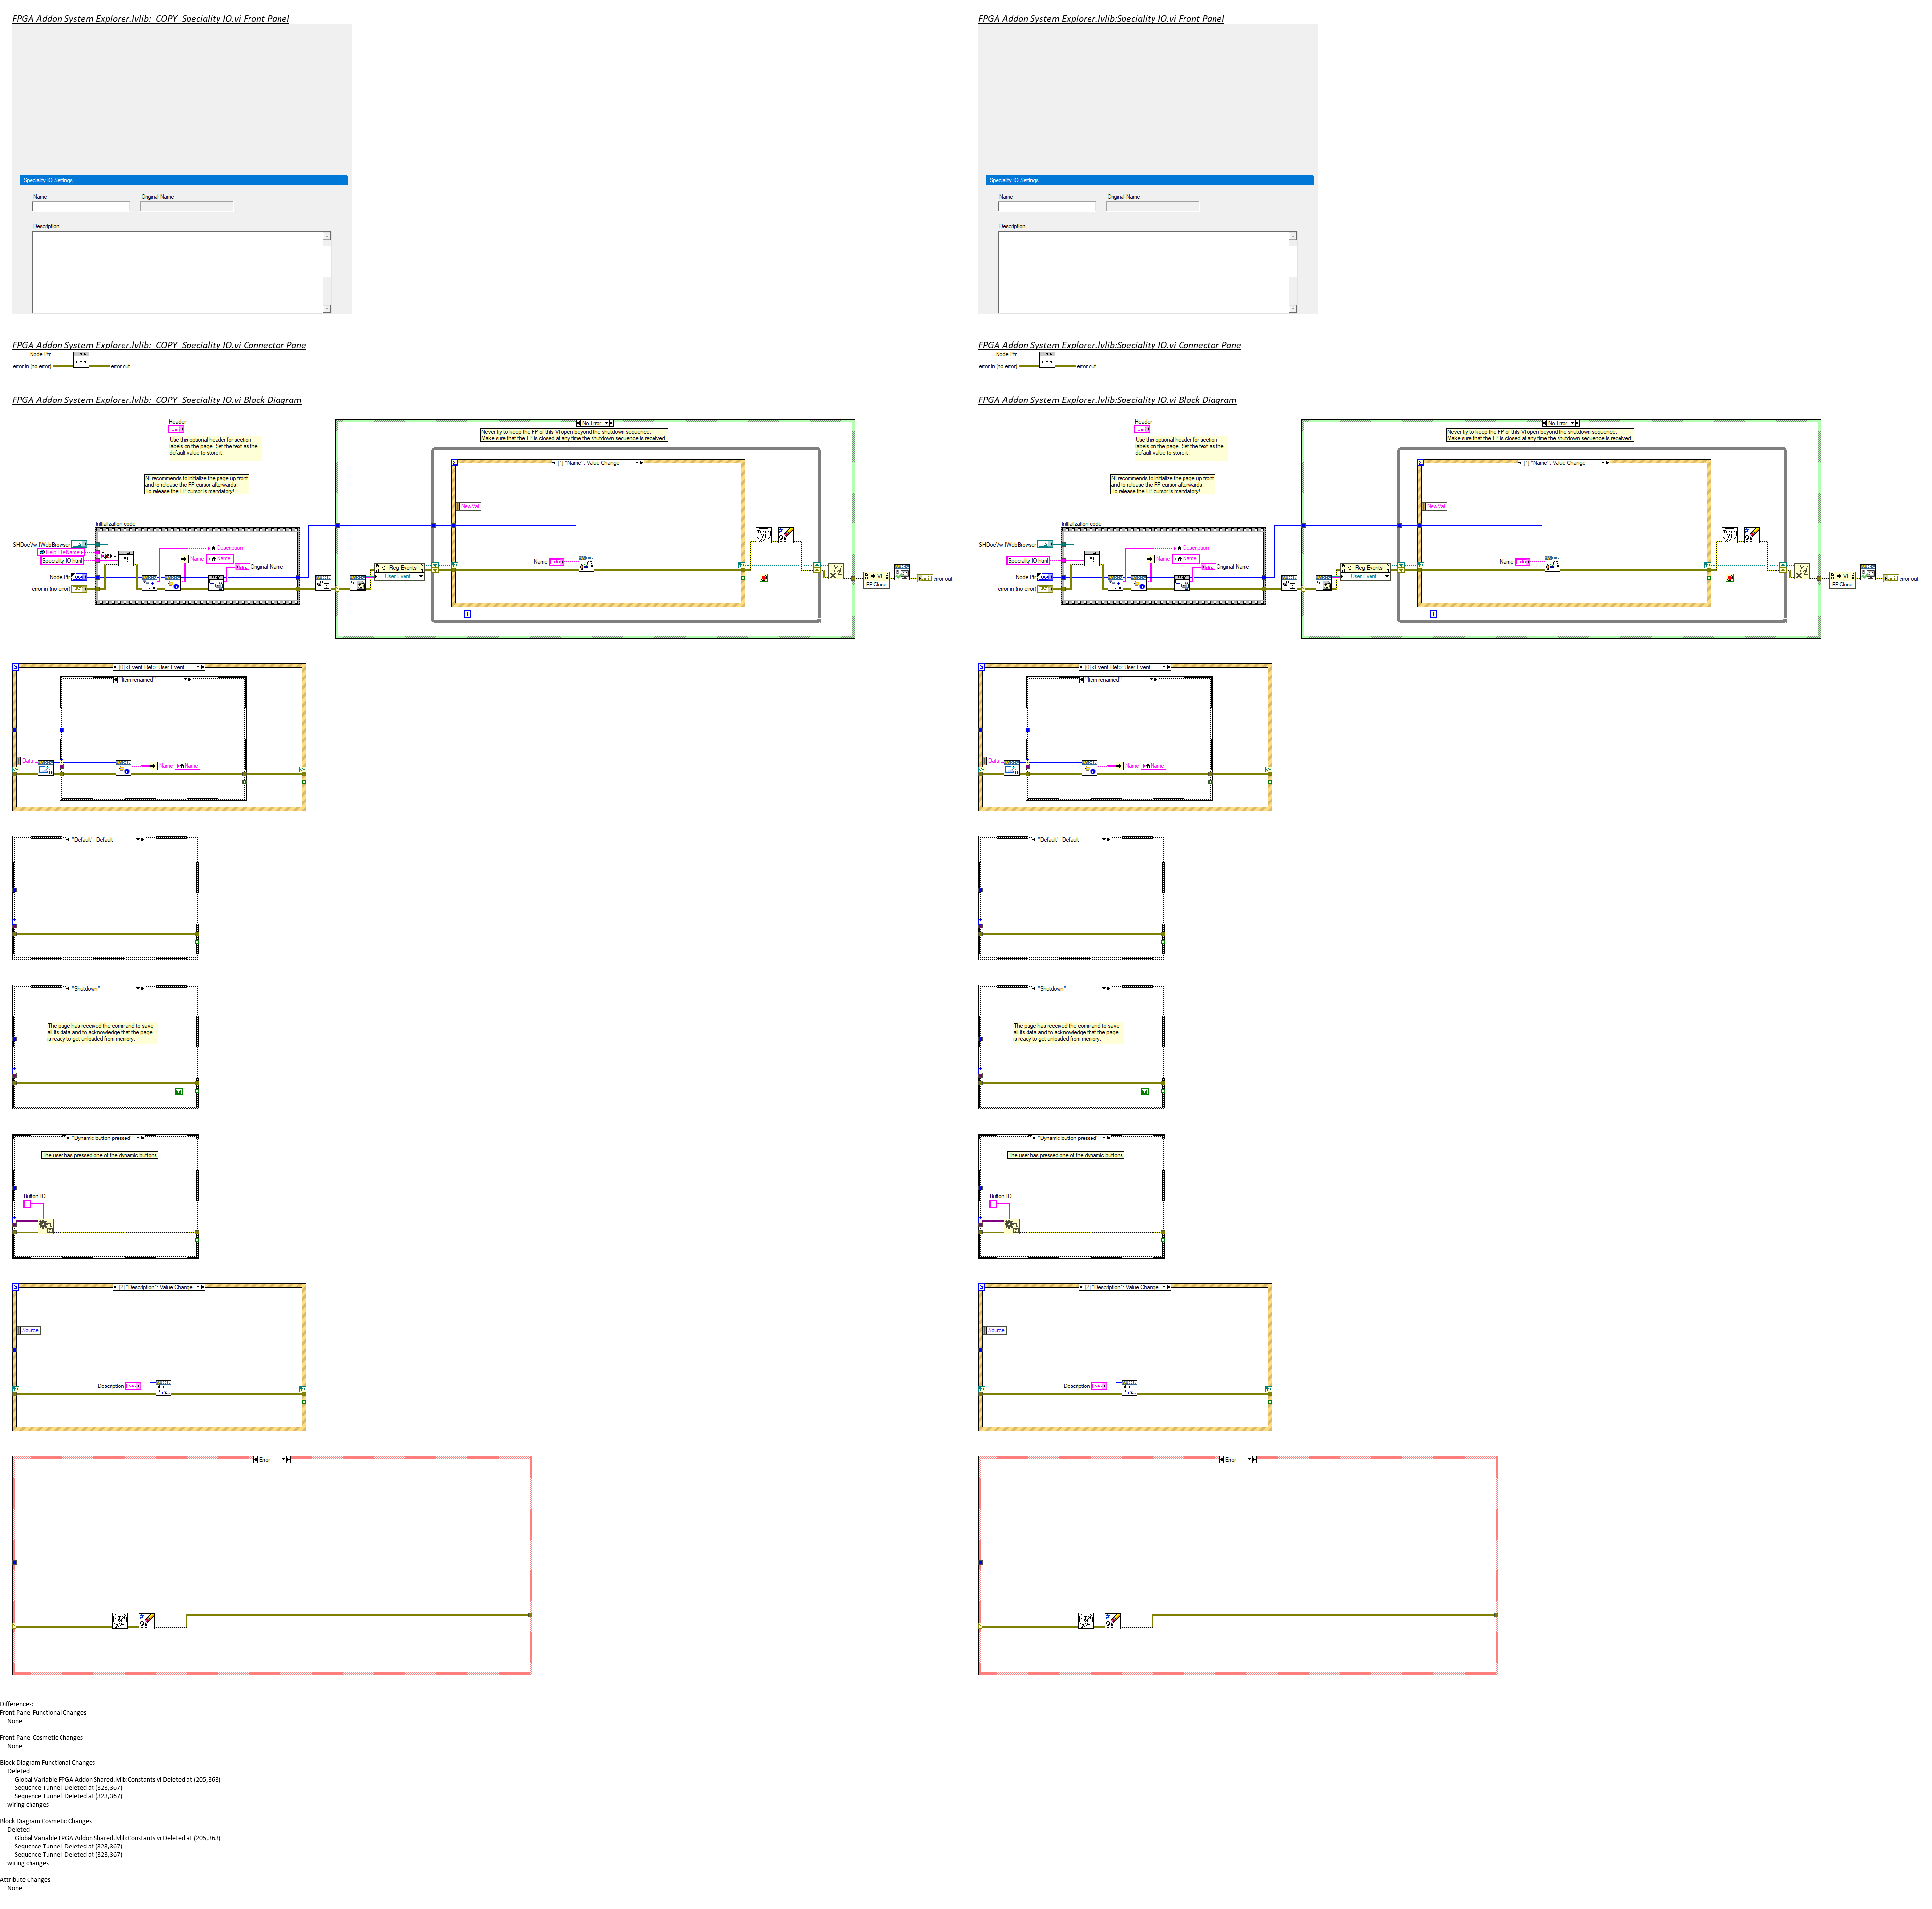 FPGA Addon System Explorer.lvlib:_COPY_Speciality IO.vi Front Panel
Speciality IO Settings
Name
Original Name
Description
FPGA Addon System Explorer.lvlib:_COPY_Speciality IO.vi Connector Pane
Node Ptr
error in (no error)
error out
FPGA Addon System Explorer.lvlib:_COPY_Speciality IO.vi Block Diagram
Header
Use this optional header for section
labels on the page. Set the text as the
default value to store it.
NI recommends to initialize the page up front
and to release the FP cursor afterwards.
To release the FP cursor is mandatory!
No Error
Never try to keep the FP of this VI open beyond the shutdown sequence.
Make sure that the FP is closed at any time the shutdown sequence is received.
[1] "Name": Value Change
NewVal
Initialization code
SHDocVw.IWebBrowser
Help FileName
Speciality IO.html
Node Ptr
error in (no error)
Description
Name
Name
Original Name
Reg Events
User Event
Name
VI
FP.Close
error out
[0] <Event Ref>: User Event
"Item renamed"
Data
Name
Name
"Default", Default
"Shutdown"
The page has received the command to save
all its data and to acknowledge that the page
is ready to get unloaded from memory.
"Dynamic button pressed"
The user has pressed one of the dynamic buttons
Button ID
[2] "Description": Value Change
Source
Description
Error
FPGA Addon System Explorer.lvlib:Speciality IO.vi Front Panel
Speciality IO Settings
Name
Original Name
Description
FPGA Addon System Explorer.lvlib:Speciality IO.vi Connector Pane
Node Ptr
error in (no error)
error out
FPGA Addon System Explorer.lvlib:Speciality IO.vi Block Diagram
Header
Use this optional header for section
labels on the page. Set the text as the
default value to store it.
NI recommends to initialize the page up front
and to release the FP cursor afterwards.
To release the FP cursor is mandatory!
No Error
Never try to keep the FP of this VI open beyond the shutdown sequence.
Make sure that the FP is closed at any time the shutdown sequence is received.
[1] "Name": Value Change
NewVal
Initialization code
SHDocVw.IWebBrowser
Speciality IO.html
Node Ptr
error in (no error)
Description
Name
Name
Original Name
Reg Events
User Event
Name
VI
FP.Close
error out
[0] <Event Ref>: User Event
"Item renamed"
Data
Name
Name
"Default", Default
"Shutdown"
The page has received the command to save
all its data and to acknowledge that the page
is ready to get unloaded from memory.
"Dynamic button pressed"
The user has pressed one of the dynamic buttons
Button ID
[2] "Description": Value Change
Source
Description
Error
Differences:
Front Panel Functional Changes
None
Front Panel Cosmetic Changes
None
Block Diagram Functional Changes
Deleted
Global Variable FPGA Addon Shared.lvlib:Constants.vi Deleted at (205,363)
Sequence Tunnel  Deleted at (323,367)
Sequence Tunnel  Deleted at (323,367)
wiring changes
Block Diagram Cosmetic Changes
Deleted
Global Variable FPGA Addon Shared.lvlib:Constants.vi Deleted at (205,363)
Sequence Tunnel  Deleted at (323,367)
Sequence Tunnel  Deleted at (323,367)
wiring changes
Attribute Changes
None